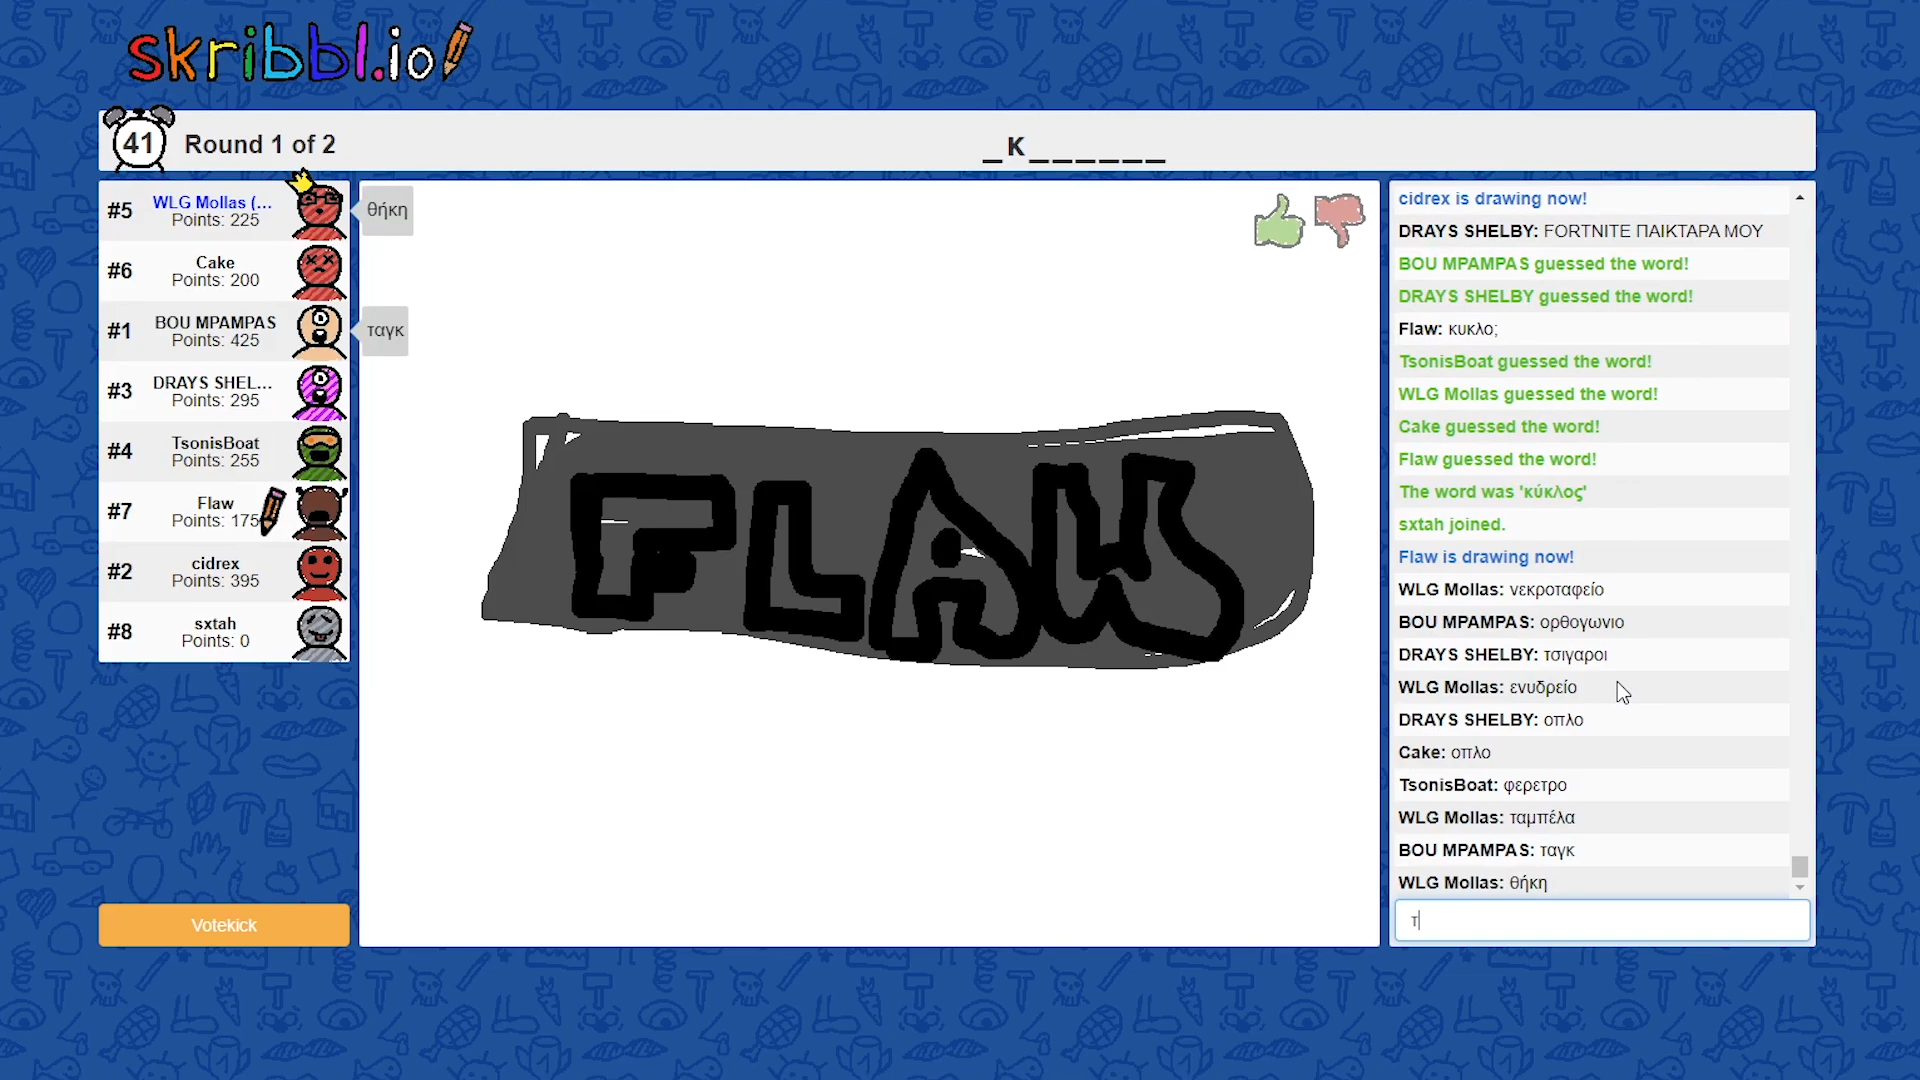 skribbl.io
41
Round 1 of 2
_ κ _ _ _ _ _ _
#5 WLG Mollas (...
Points: 225
θήκη
#6 Cake
Points: 200
#1 BOU MPAMPAS
Points: 425
ταγκ
#3 DRAYS SHEL...
Points: 295
#4 TsonisBoat
Points: 255
#7 Flaw
Points: 175
#2 cidrex
Points: 395
#8 sxtah
Points: 0
Votekick
FLAW
cidrex is drawing now!
DRAYS SHELBY: FORTNITE ΠΑΙΚΤΑΡΑ ΜΟΥ
BOU MPAMPAS guessed the word!
DRAYS SHELBY guessed the word!
Flaw: κυκλο;
TsonisBoat guessed the word!
WLG Mollas guessed the word!
Cake guessed the word!
Flaw guessed the word!
The word was 'κύκλος'
sxtah joined.
Flaw is drawing now!
WLG Mollas: νεκροταφείο
BOU MPAMPAS: ορθογωνιο
DRAYS SHELBY: τσιγαροι
WLG Mollas: ενυδρείο
DRAYS SHELBY: οπλο
Cake: οπλο
TsonisBoat: φερετρο
WLG Mollas: ταμπέλα
BOU MPAMPAS: ταγκ
WLG Mollas: θήκη
τ